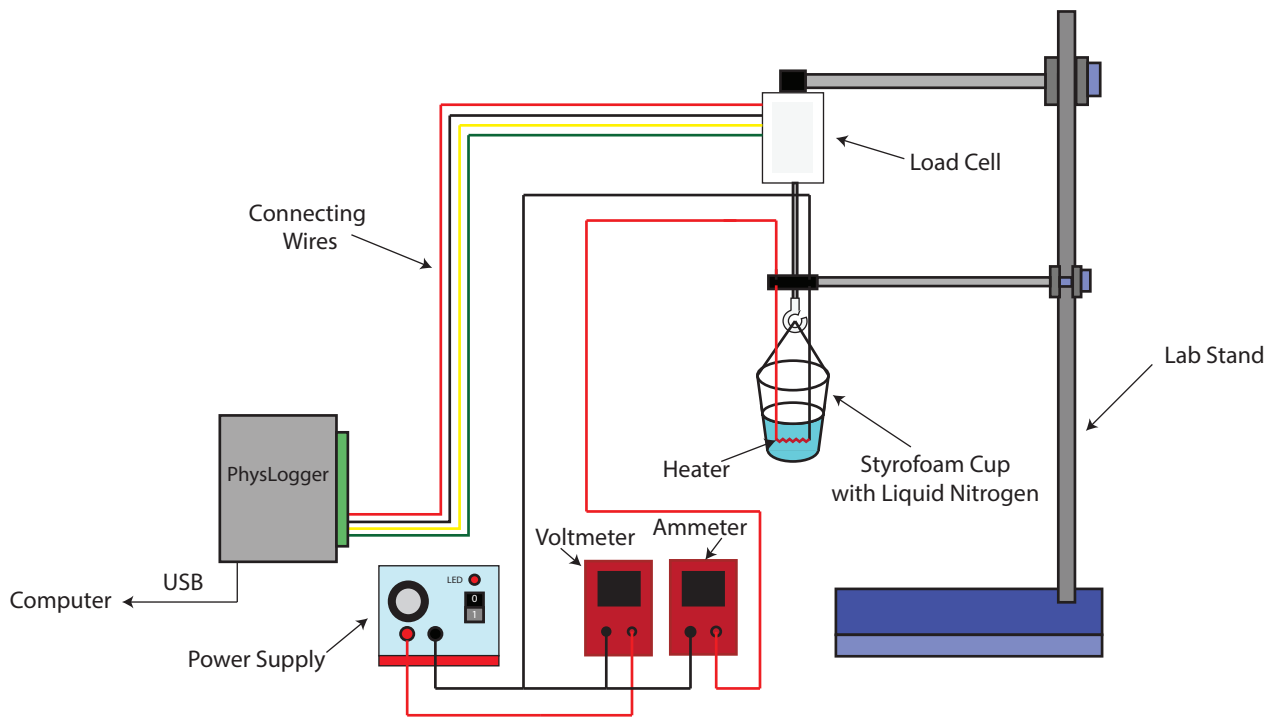 Load Cell
Connecting
Wires
Lab Stand
Heater
Styrofoam Cup
with Liquid Nitrogen
PhysLogger
Voltmeter
Ammeter
USB
Computer
LED
0
1
Power Supply